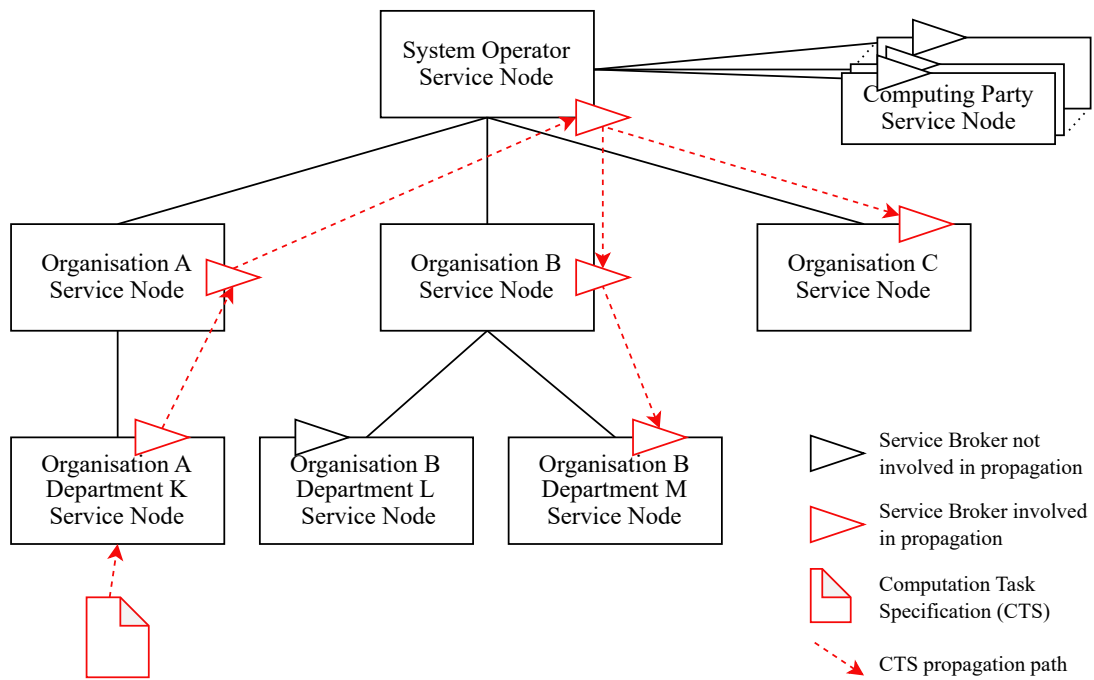 System Operator
Service Node
Computing Party
Service Node
Organisation A
Service Node
Organisation B
Service Node
Organisation C
Service Node
Organisation A
Department K
Service Node
Organisation B
Department L
Service Node
Organisation B
Department M
Service Node
Service Broker not
involved in propagation
Service Broker involved
in propagation
Computation Task
Specification (CTS)
CTS propagation path